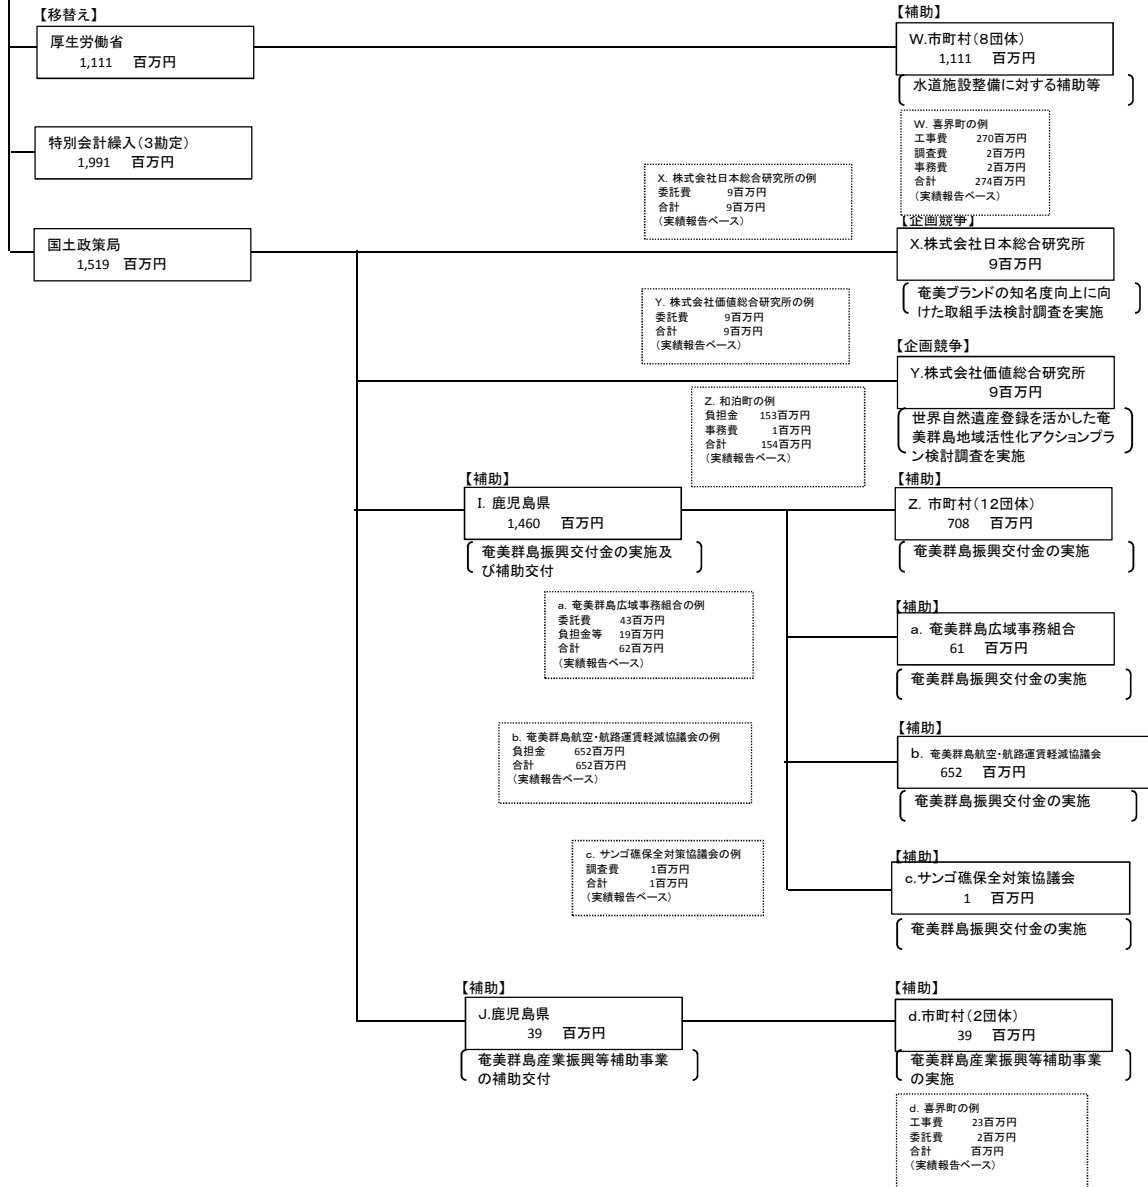 【移替え】
厚生労働省
1,111 百万円
【補助】
W.市町村(8団体)
1,111 百万円
水道施設整備に対する補助等
W. 喜界町の例
工事費 270百万円
調査費 2百万円
事務費 2百万円
合計 274百万円
(実績報告ベース)
特別会計繰入(3勘定)
1,991 百万円
X. 株式会社日本総合研究所の例
委託費 9百万円
合計 9百万円
(実績報告ベース)
国土政策局
1,519 百万円
【企画競争】
X.株式会社日本総合研究所
9百万円
奄美ブランドの知名度向上に向
けた取組手法検討調査を実施
Y. 株式会社価値総合研究所の例
委託費 9百万円
合計 9百万円
(実績報告ベース)
【企画競争】
Y.株式会社価値総合研究所
9百万円
世界自然遺産登録を活かした奄
美群島地域活性化アクションプラ
ン検討調査を実施
Z. 和泊町の例
負担金 153百万円
事務費 1百万円
合計 154百万円
(実績報告ベース)
【補助】
I. 鹿児島県
1,460 百万円
奄美群島振興交付金の実施及
び補助交付
【補助】
Z. 市町村(12団体)
708 百万円
奄美群島振興交付金の実施
a. 奄美群島広域事務組合の例
委託費 43百万円
負担金等 19百万円
合計 62百万円
(実績報告ベース)
【補助】
a. 奄美群島広域事務組合
61 百万円
奄美群島振興交付金の実施
b. 奄美群島航空・航路運賃軽減協議会の例
負担金 652百万円
合計 652百万円
(実績報告ベース)
【補助】
b. 奄美群島航空・航路運賃軽減協議会
652 百万円
奄美群島振興交付金の実施
c. サンゴ礁保全対策協議会の例
調査費 1百万円
合計 1百万円
(実績報告ベース)
【補助】
c.サンゴ礁保全対策協議会
1 百万円
奄美群島振興交付金の実施
【補助】
J.鹿児島県
39 百万円
奄美群島産業振興等補助事業
の補助交付
【補助】
d.市町村(2団体)
39 百万円
奄美群島産業振興等補助事業
の実施
d. 喜界町の例
工事費 23百万円
委託費 2百万円
合計 百万円
(実績報告ベース)